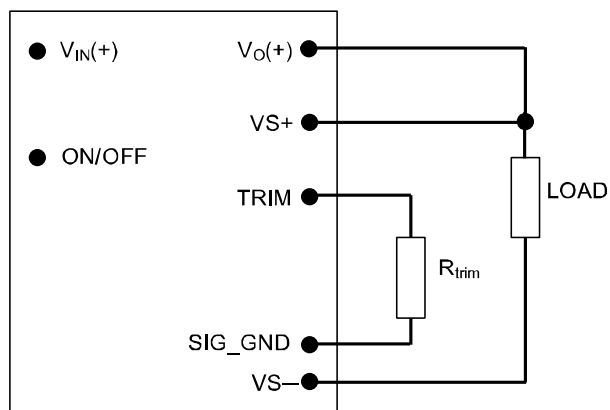 V_IN(+)
V_O(+)
VS+
ON/OFF
TRIM
LOAD
R_trim
SIG_GND
VS—